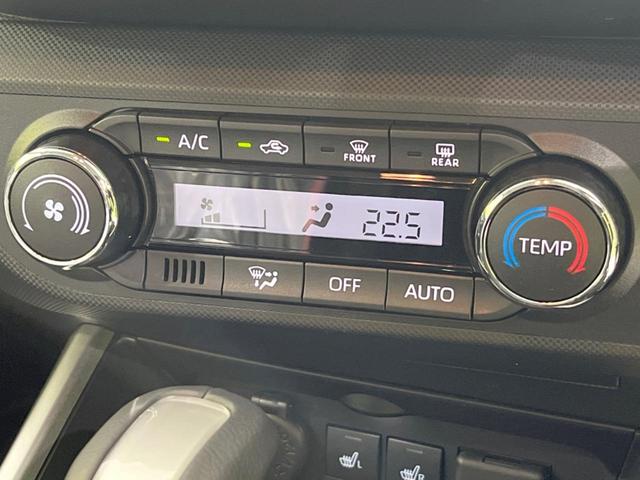 A/C
FRONT
REAR
22.5
TEMP
OFF
AUTO
L
R